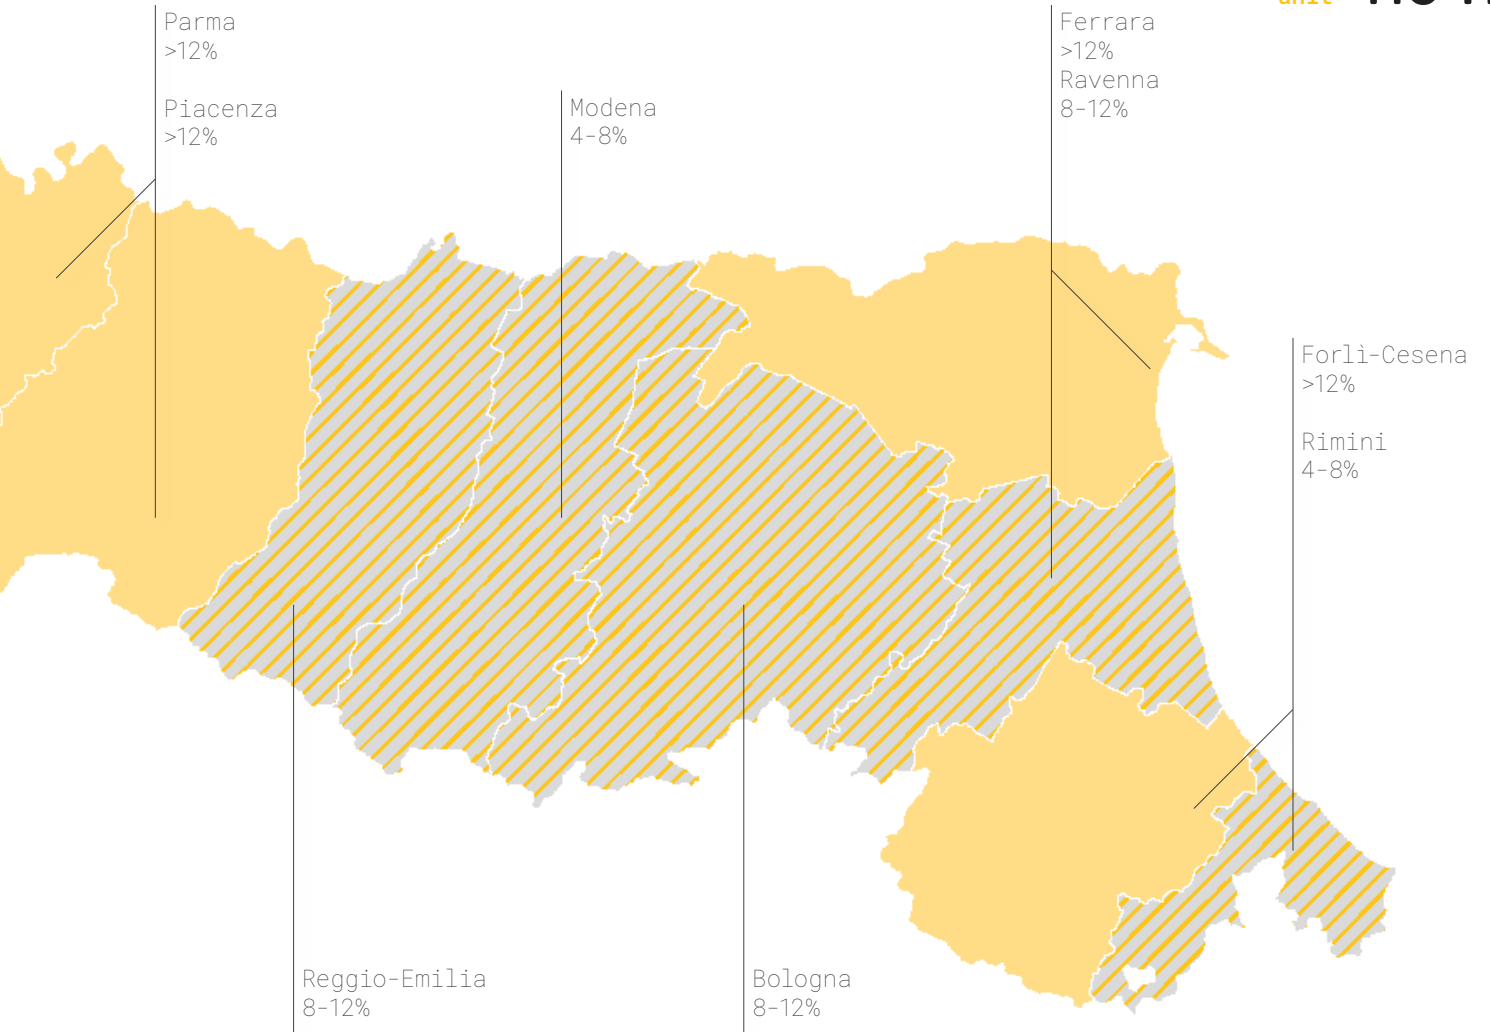 Parma
>12%
Piacenza
>12%
Modena
4-8%
Ferrara
>12%
Ravenna
8-12%
Forlì-Cesena
>12%
Rimini
4-8%
Reggio-Emilia
8-12%
Bologna
8-12%